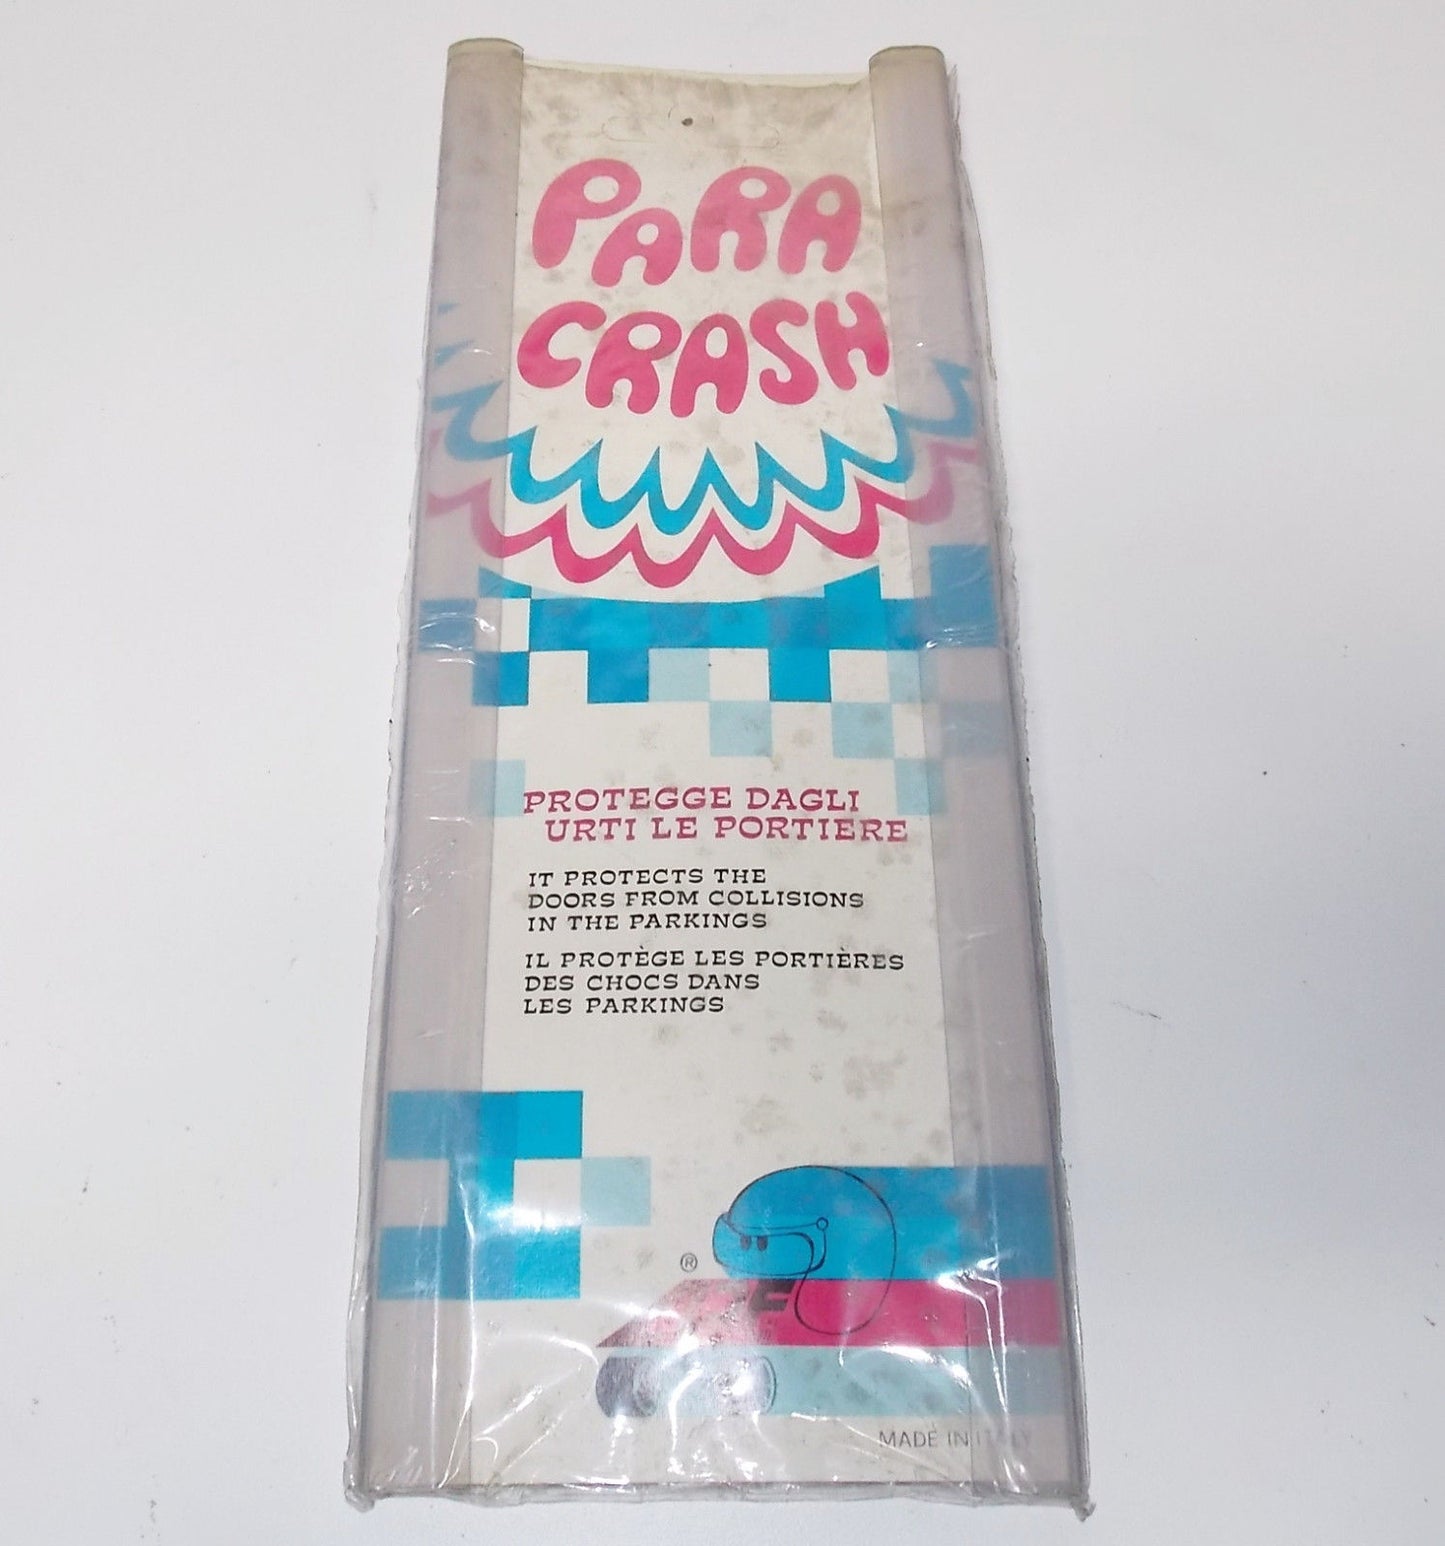 PARA
CRASH
PROTEGGE DAGLI
URTI LE PORTIERE
IT PROTECTS THE
DOORS FROM COLLISIONS
IN THE PARKINGS
IL PROTÈGE LES PORTIÈRES
DES CHOCS DANS
LES PARKINGS
®
MADE IN ITALY